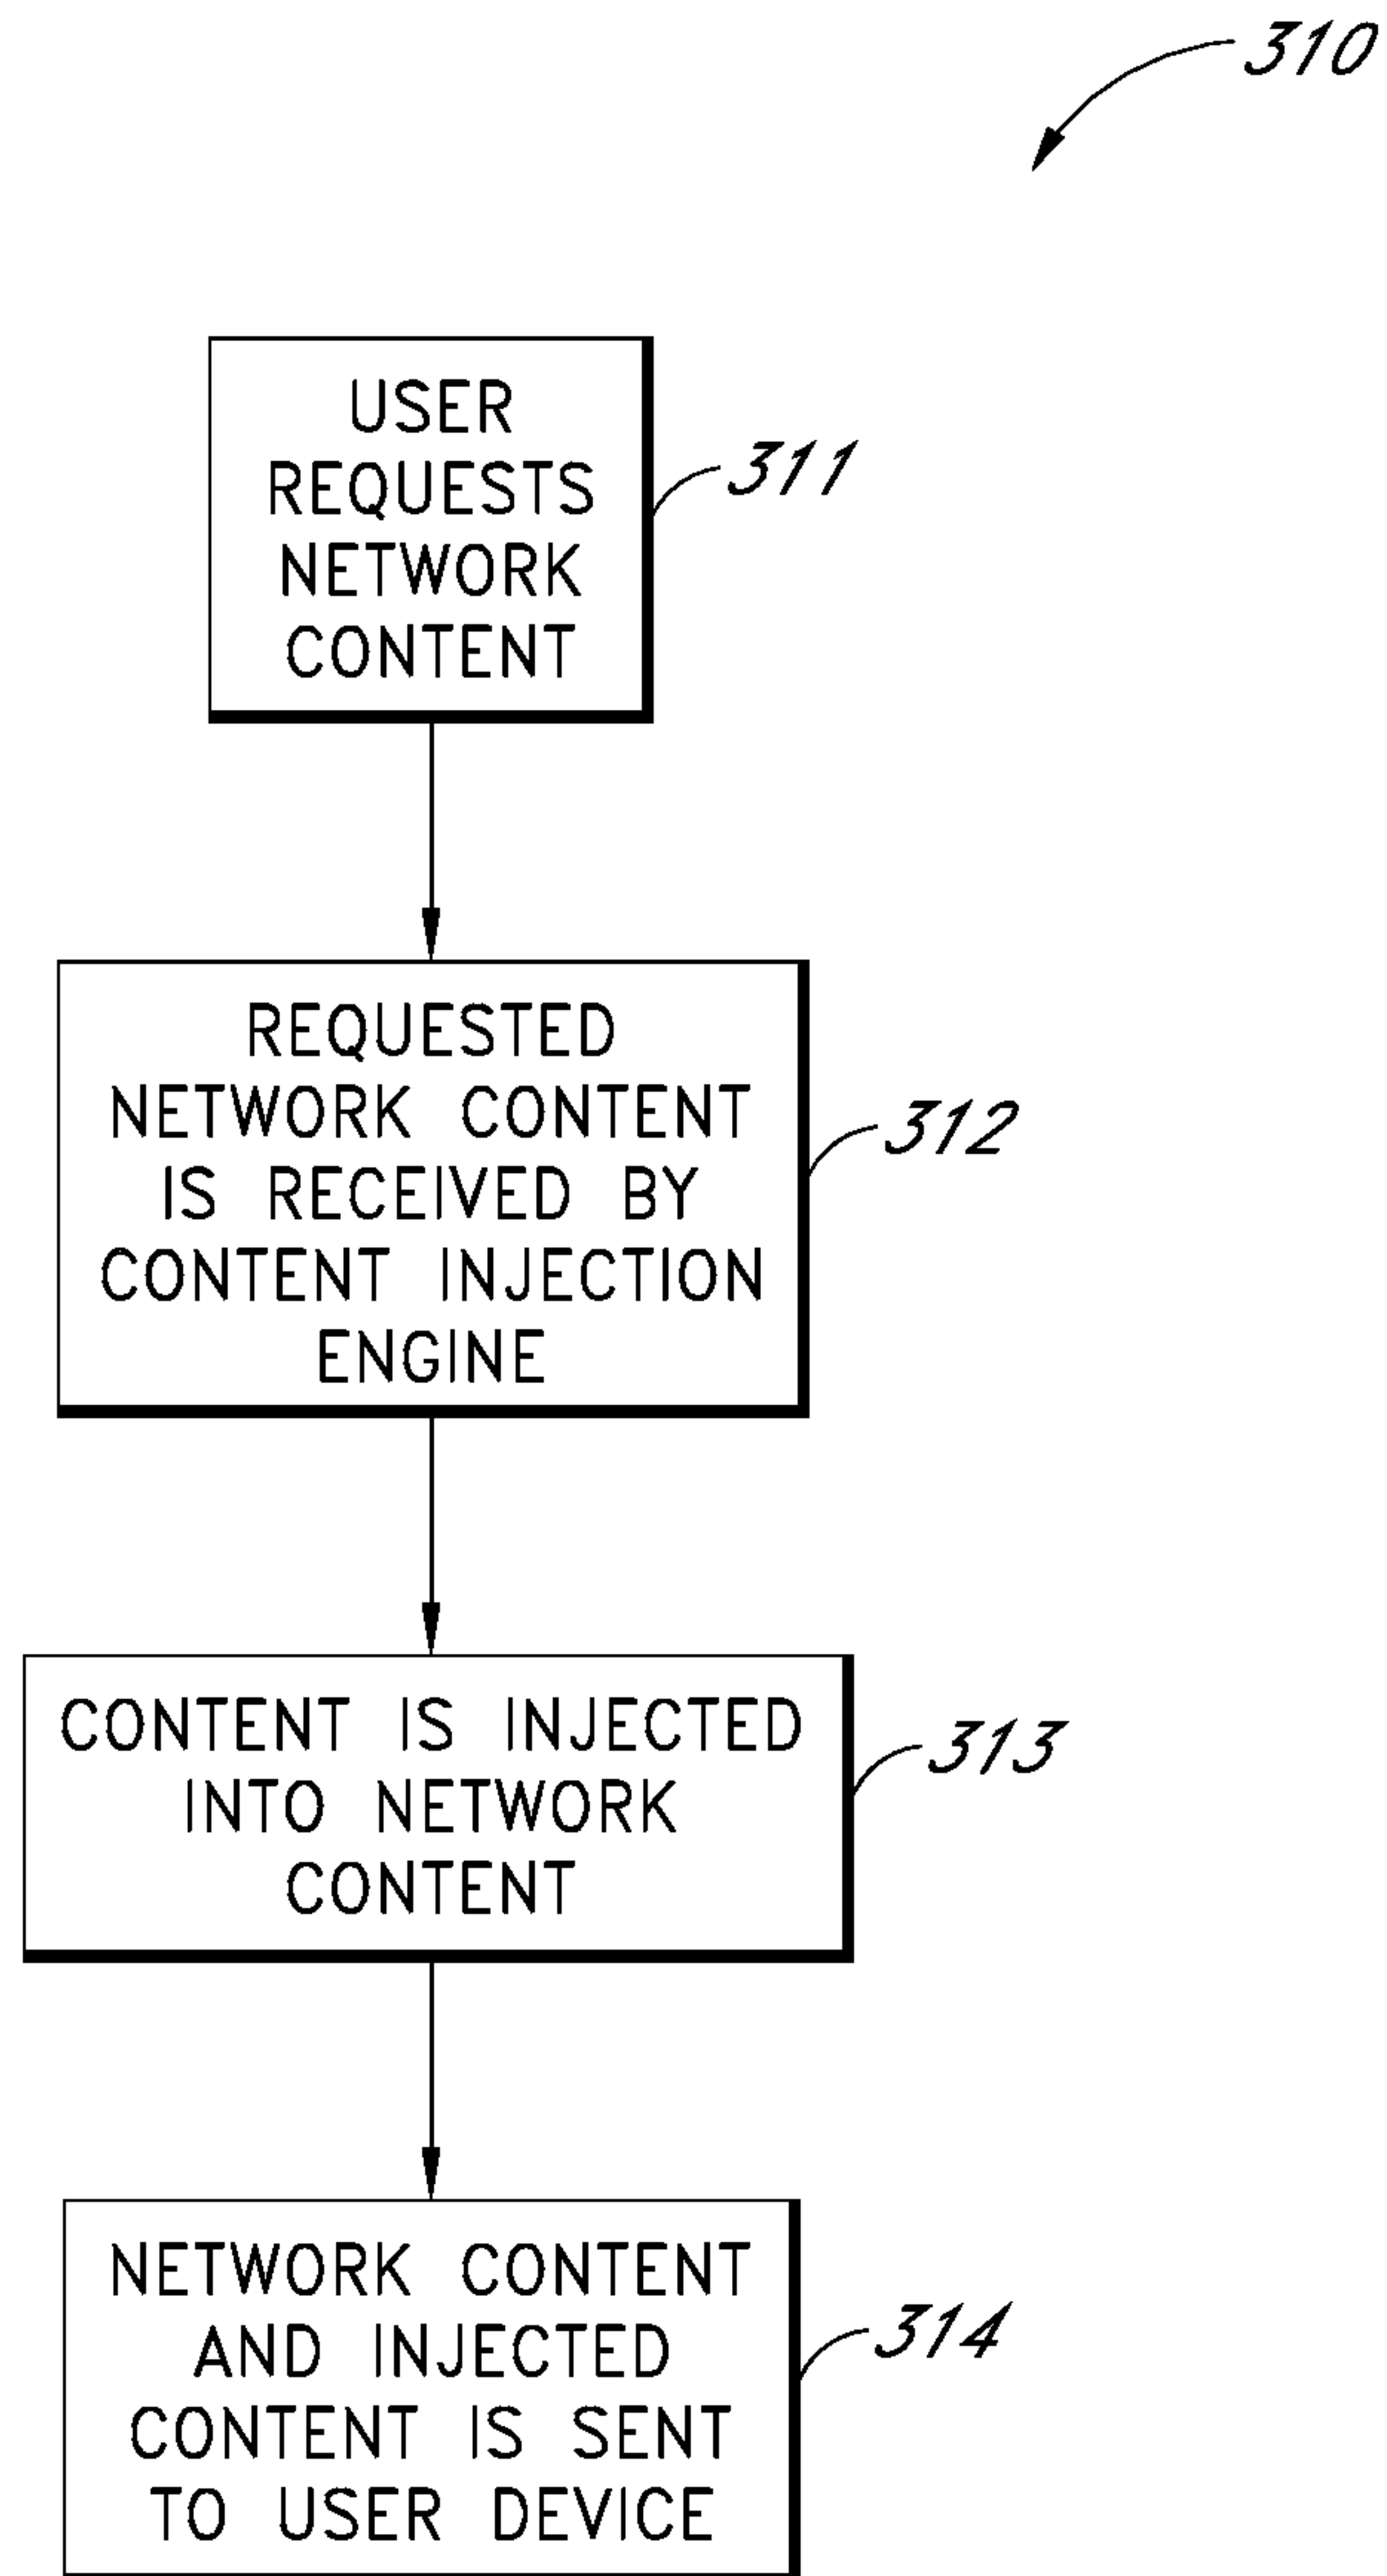 310
USER
REQUESTS
NETWORK
CONTENT
311
REQUESTED
NETWORK CONTENT
IS RECEIVED BY
CONTENT INJECTION
ENGINE
312
CONTENT IS INJECTED
INTO NETWORK
CONTENT
313
NETWORK CONTENT
AND INJECTED
CONTENT IS SENT
TO USER DEVICE
314